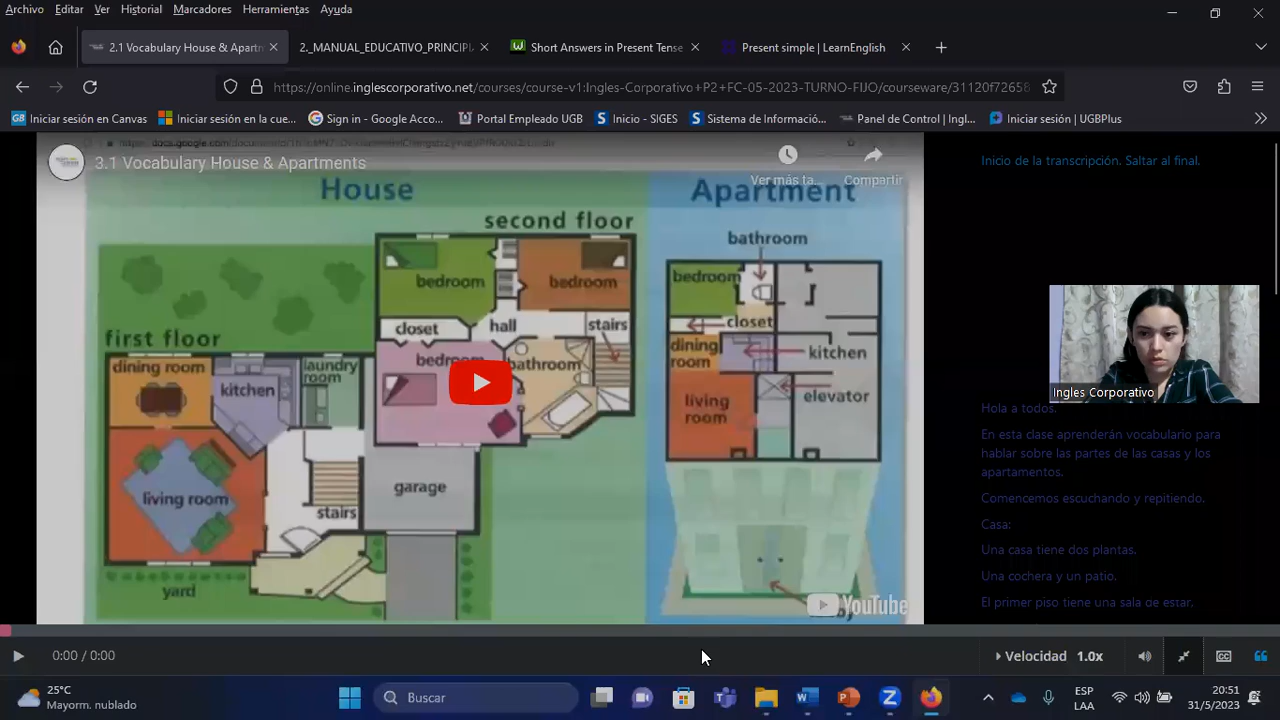 Archivo Editar Ver Historial Marcadores Herramientas Ayuda
2.1 Vocabulary House & Apartm
2._MANUAL_EDUCATIVO_PRINCIPI
Short Answers in Present Tense
Present simple | LearnEnglish
https://online.inglescorporativo.net/courses/course-v1:Ingles-Corporativo+P2+FC-05-2023-TURNO-FIJO/courseware/31120f72658
Iniciar sesión en Canvas
Iniciar sesión en la cue...
Sign in - Google Acco...
Portal Empleado UGB
Inicio - SIGES
Sistema de Informació...
Panel de Control | Ingl...
Iniciar sesión | UGBPlus
3.1 Vocabulary House & Apartments
Ver más ta...
Compartir
House
Apartment
second floor
bathroom
bedroom
bedroom
bedroom
closet
hall
stairs
closet
first floor
dining room
kitchen
laundry
room
bedroom
bathroom
dining
room
kitchen
living
room
elevator
living room
garage
stairs
yard
YouTube
Inicio de la transcripción. Saltar al final.
Ingles Corporativo
Hola a todos.
En esta clase aprenderán vocabulario para
hablar sobre las partes de las casas y los
apartamentos.
Comencemos escuchando y repitiendo.
Casa:
Una casa tiene dos plantas.
Una cochera y un patio.
El primer piso tiene una sala de estar,
0:00 / 0:00
Velocidad 1.0x
CC
25°C
Mayorm. nublado
Buscar
ESP
LAA
20:51
31/5/2023